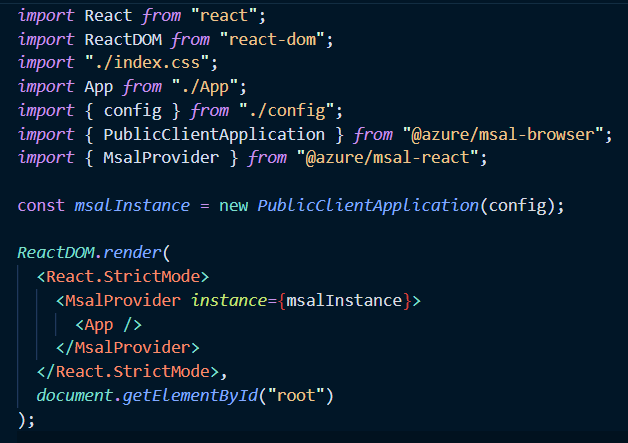 import React from "react";
import ReactDOM from "react-dom";
import "./index.css";
import App from "./App";
import { config } from "./config";
import { PublicClientApplication } from "@azure/msal-browser";
import { MsalProvider } from "@azure/msal-react";
const msalInstance = new PublicClientApplication(config);
ReactDOM.render(
<React.StrictMode>
<MsalProvider instance={msalInstance}>
<App />
</MsalProvider>
</React.StrictMode>,
document.getElementById("root")
);